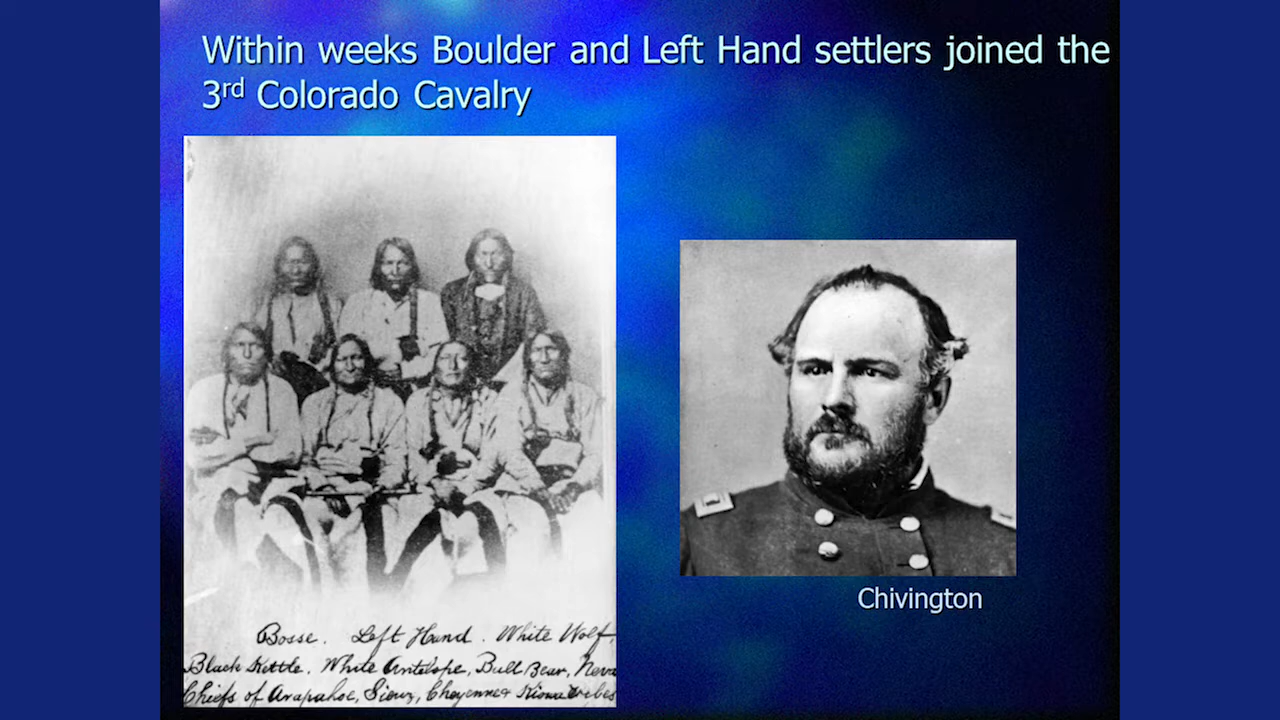 Within weeks Boulder and Left Hand settlers joined the
3rd Colorado Cavalry
Bosse. Left Hand. White Wolf,
Black Kettle, White Antelope, Bull Bear, Neva
Chiefs of Arapahoe, Sioux, Cheyenne & Kiowa Tribes
Chivington